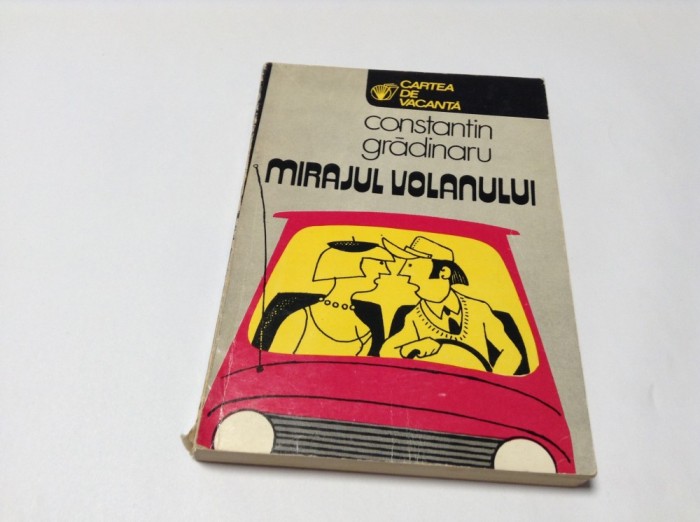 CARTEA
DE
VACANȚĂ
constantin
grădinaru
MIRAJUL VOLANULUI